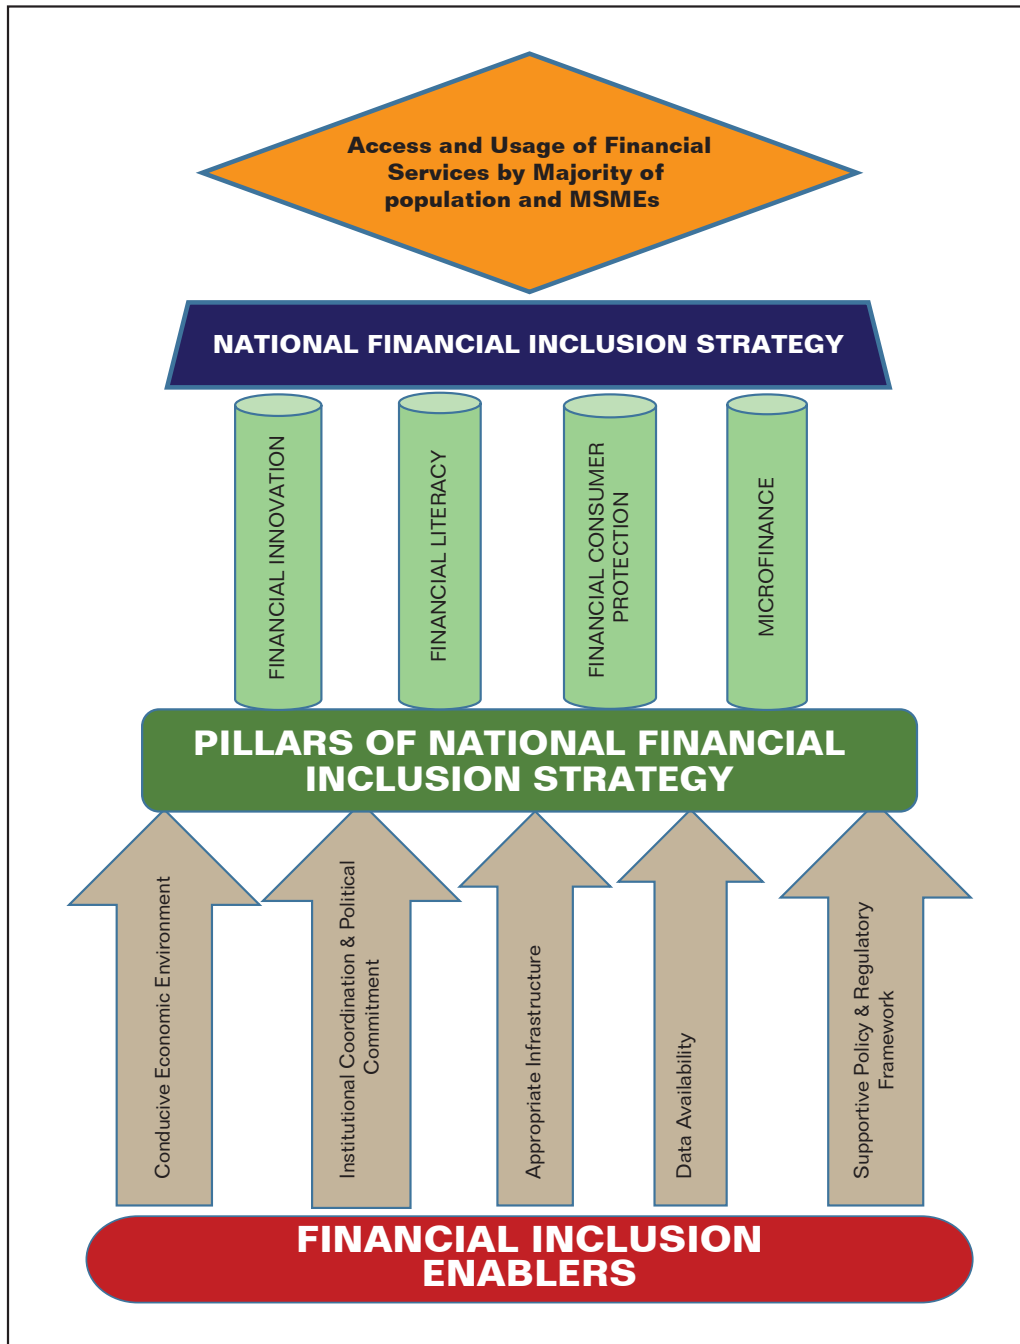 Access and Usage of Financial
Services by Majority of
population and MSMEs
NATIONAL FINANCIAL INCLUSION STRATEGY
FINANCIAL INNOVATION
FINANCIAL LITERACY
FINANCIAL CONSUMER
PROTECTION
MICROFINANCE
PILLARS OF NATIONAL FINANCIAL
INCLUSION STRATEGY
Conducive Economic Environment
Institutional Coordination & Political
Commitment
Appropriate Infrastructure
Data Availability
Supportive Policy & Regulatory
Framework
FINANCIAL INCLUSION
ENABLERS